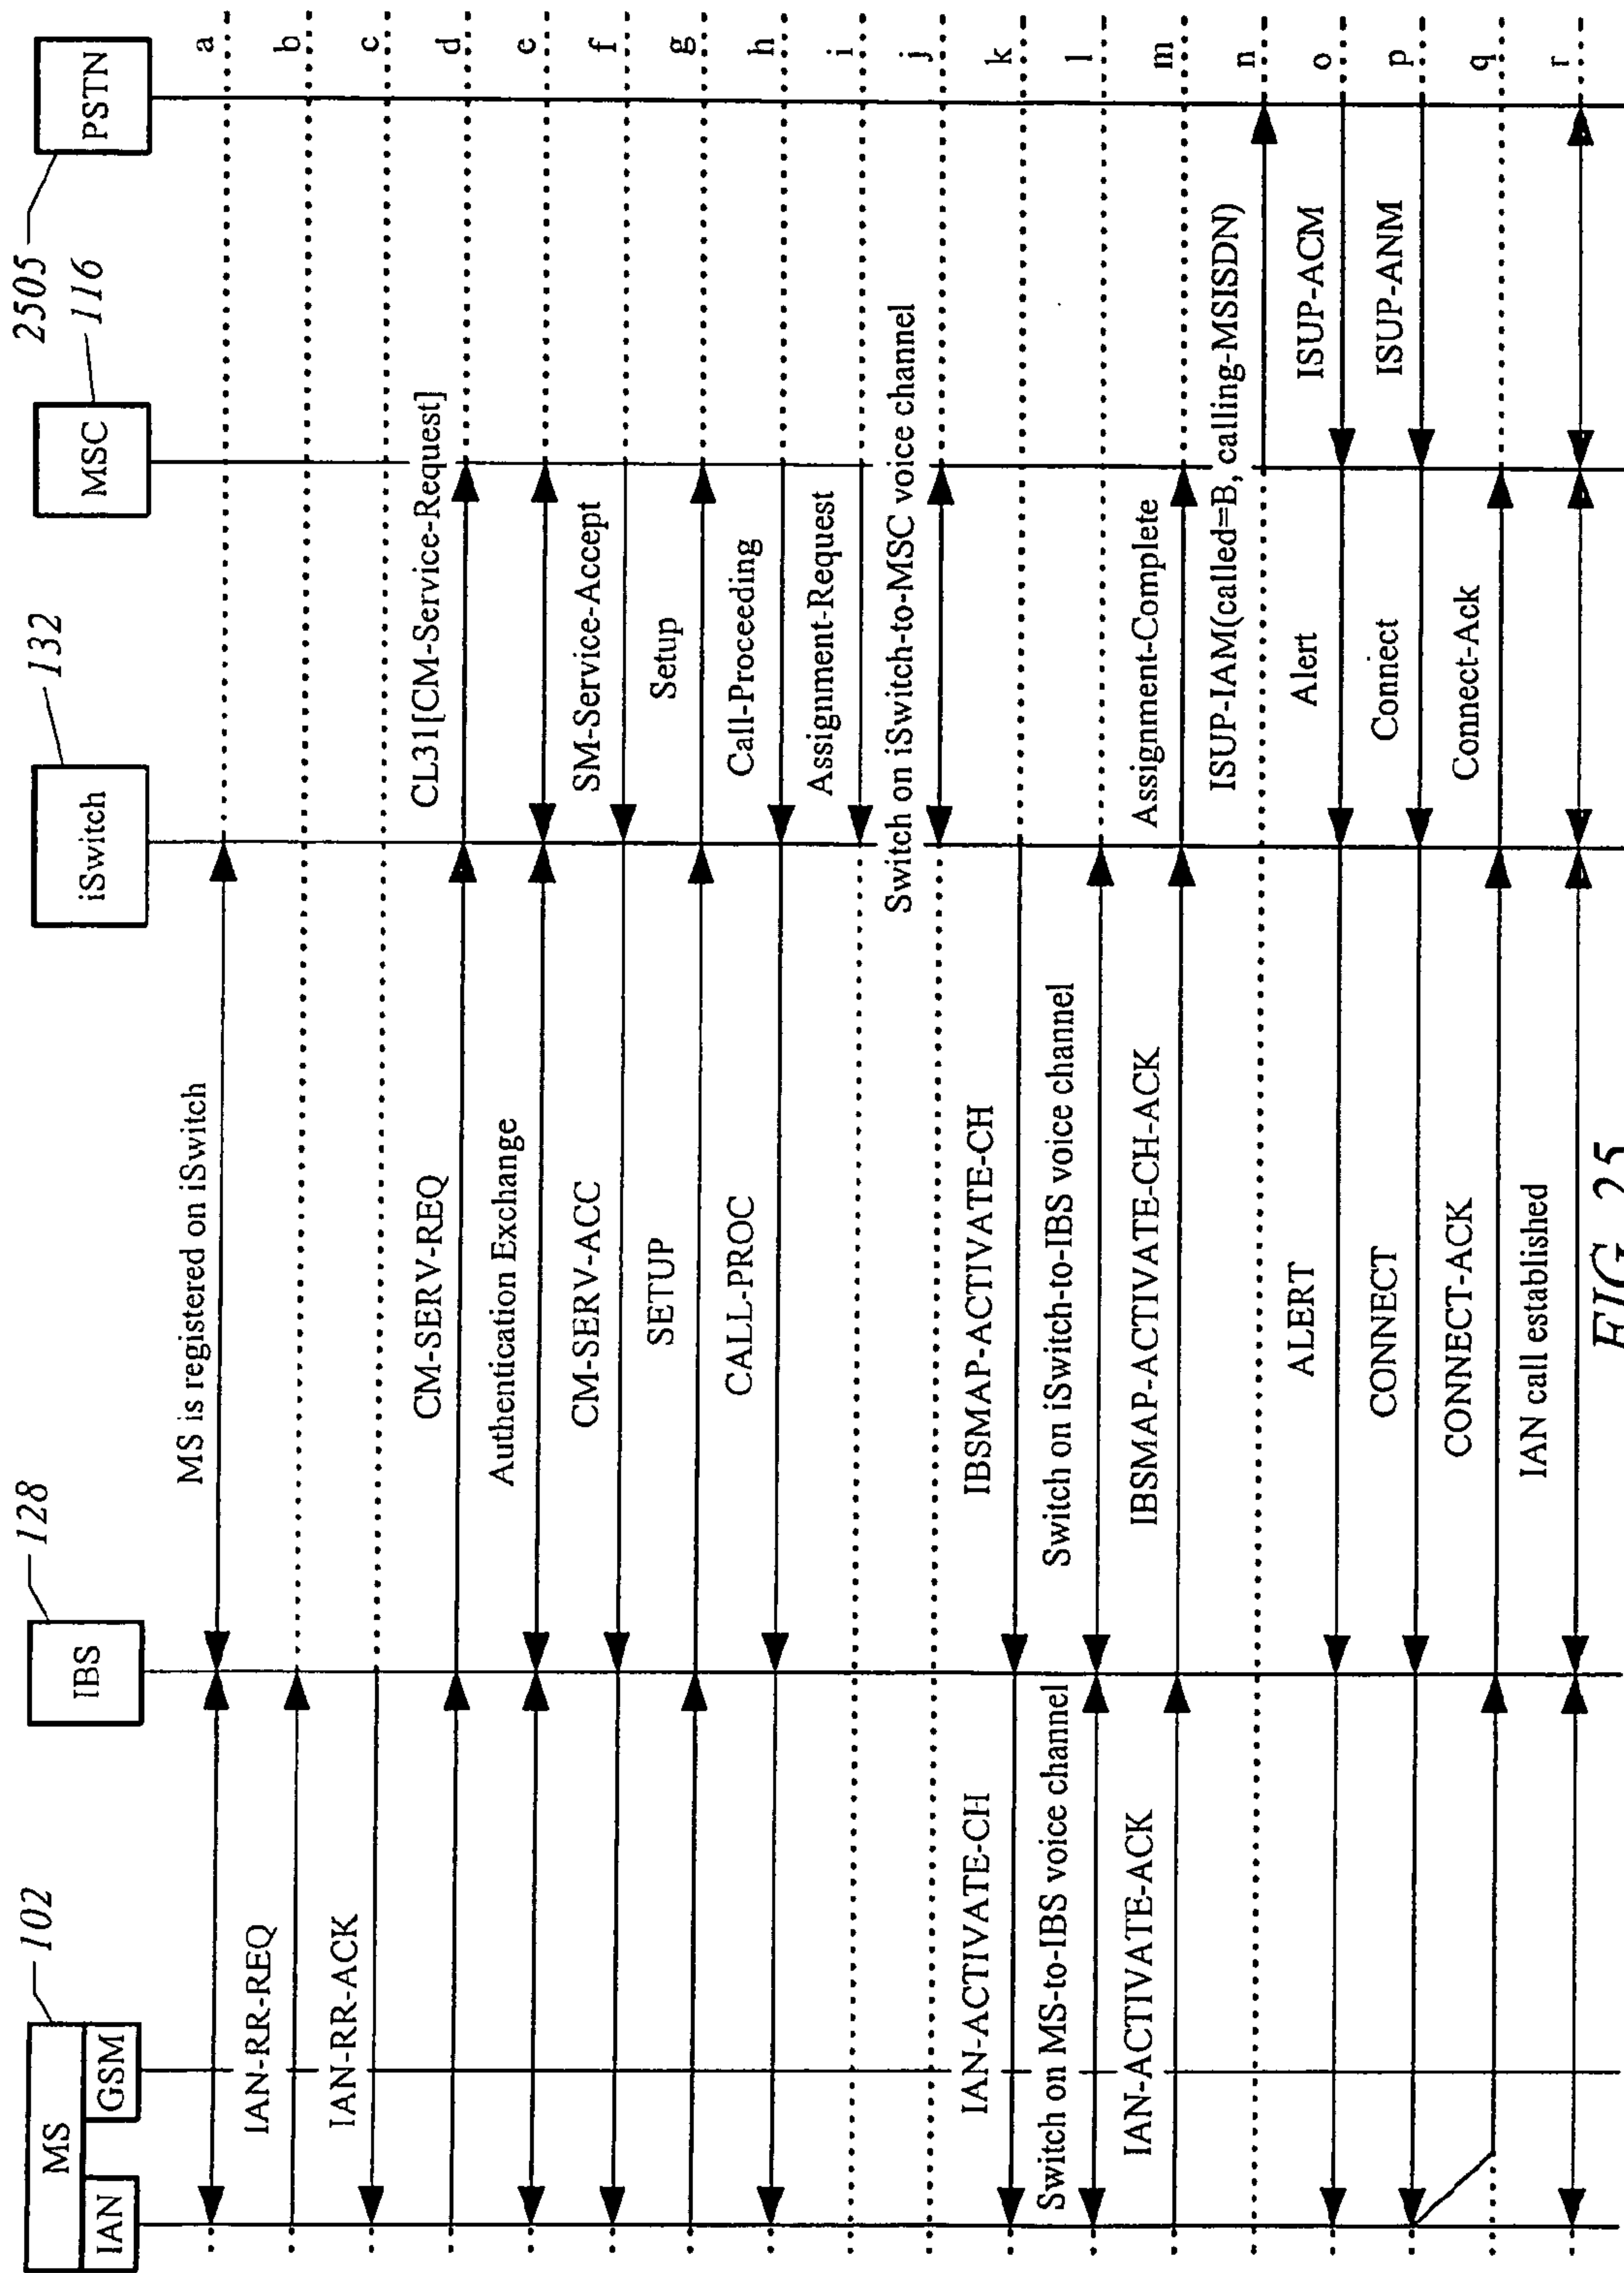 MS
102
IAN
GSM
IBS
128
iSwitch
132
MSC
116
PSTN
2505
a
MS is registered on iSwitch
b
IAN-RR-REQ
c
IAN-RR-ACK
d
CM-SERV-REQ
CL31[CM-Service-Request]
e
Authentication Exchange
f
CM-SERV-ACC
SM-Service-Accept
g
SETUP
Setup
h
CALL-PROC
Call-Proceeding
i
Assignment-Request
j
Switch on iSwitch-to-MSC voice channel
k
IAN-ACTIVATE-CH
IBSMAP-ACTIVATE-CH
l
Switch on MS-to-IBS voice channel
Switch on iSwitch-to-IBS voice channel
m
IAN-ACTIVATE-ACK
IBSMAP-ACTIVATE-CH-ACK
Assignment-Complete
n
ISUP-IAM(called=B, calling-MSISDN)
o
ALERT
Alert
ISUP-ACM
p
CONNECT
Connect
ISUP-ANM
q
CONNECT-ACK
Connect-Ack
r
IAN call established
FIG. 25